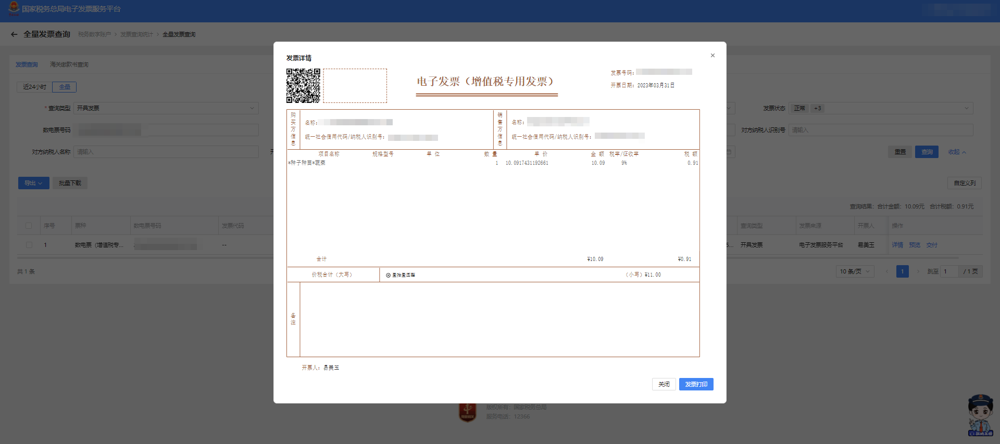 国家税务总局电子发票服务平台
全量发票查询 税务数字账户 > 发票查询统计 > 全量发票查询
发票查询 海关缴款书查询
近24小时 全量
* 查询类型 开具发票
发票状态 正常 +3
数电票号码
对方纳税人识别号 请输入
对方纳税人名称 请输入
重置 查询 收起
导出 批量下载
自定义列
查询结果: 合计金额: 10.09元 合计税额: 0.91元
序号 票种 数电票号码 发票代码 查询类型 发票来源 开票人 操作
1 数电票（增值税专... -- 5... 开具发票 电子发票服务平台 易美玉 详情 预览 交付
共 1 条
10 条/页 1 跳至 1 / 1 页
发票详情
电子发票（增值税专用发票）
发票号码:
开票日期: 2023年03月31日
购买方信息
名称:
统一社会信用代码/纳税人识别号:
销售方信息
名称:
统一社会信用代码/纳税人识别号:
项目名称 规格型号 单 位 数 量 单 价 金 额 税率/征收率 税 额
*种子种苗*蔬菜 1 10.0917431192661 10.09 9% 0.91
合计 ¥10.09 ¥0.91
价税合计（大写） ⊗ 壹拾壹圆整 （小写）¥11.00
备注
开票人: 易美玉
关闭 发票打印
版权所有: 国家税务总局
服务电话: 12366